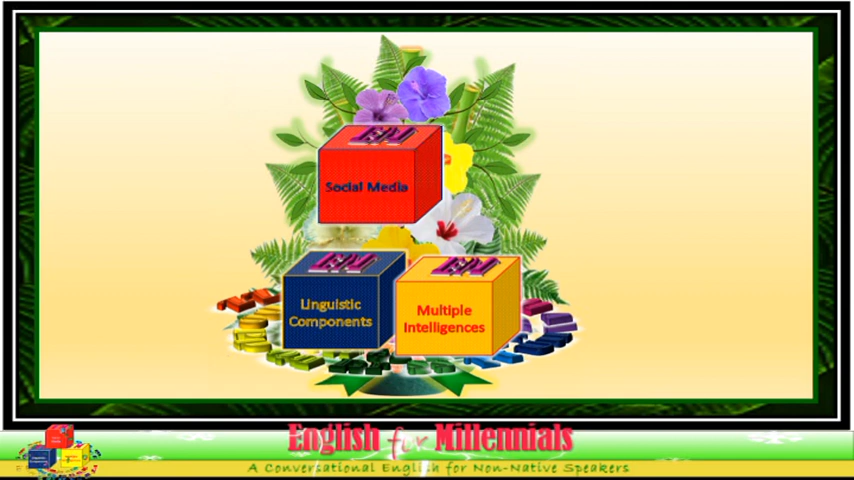 Social Media
Linguistic
Components
Multiple
Intelligences
English for Millennials
A Conversational English for Non-Native Speakers